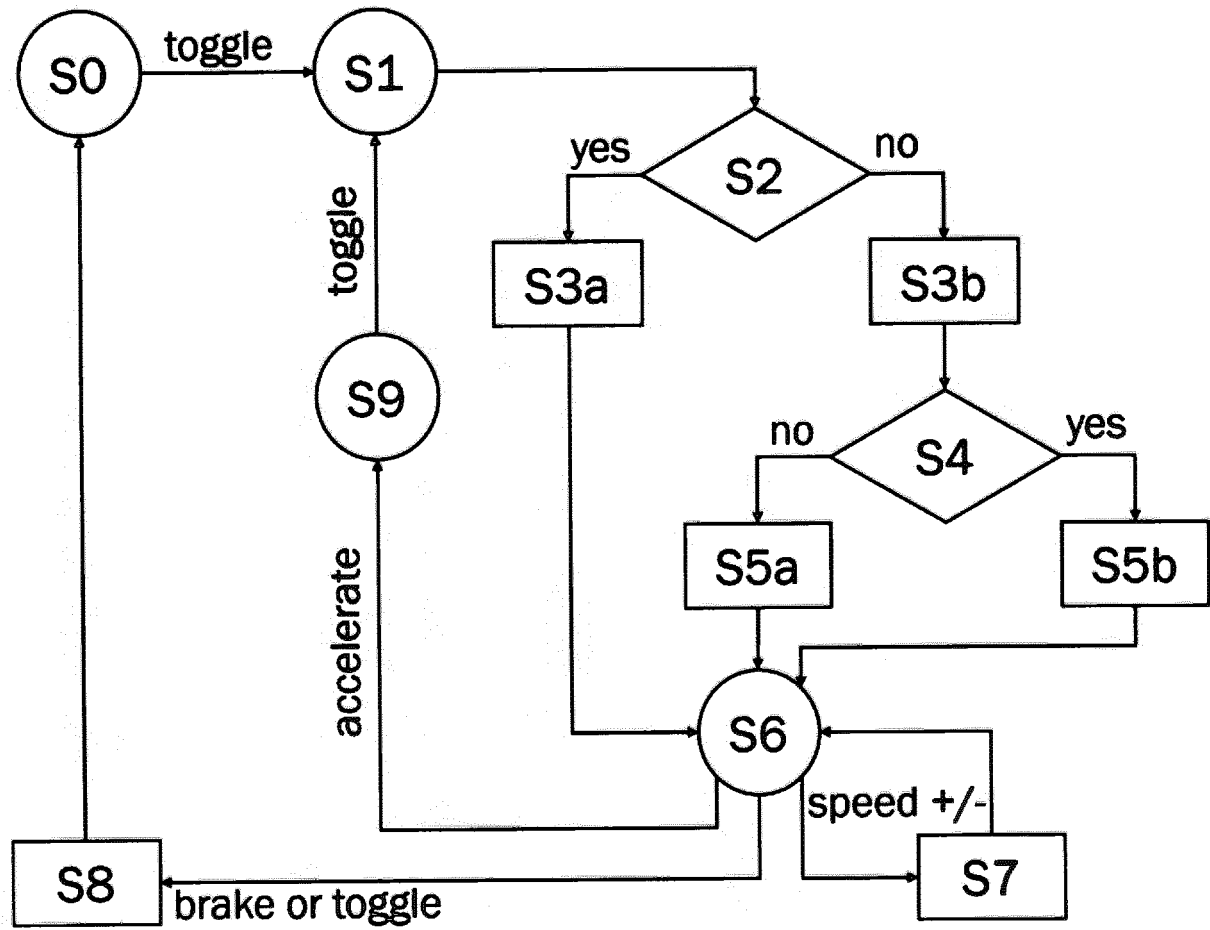 S0
toggle
S1
yes
S2
no
S3a
S3b
toggle
S9
no
S4
yes
S5a
S5b
accelerate
S6
speed +/-
S8
brake or toggle
S7